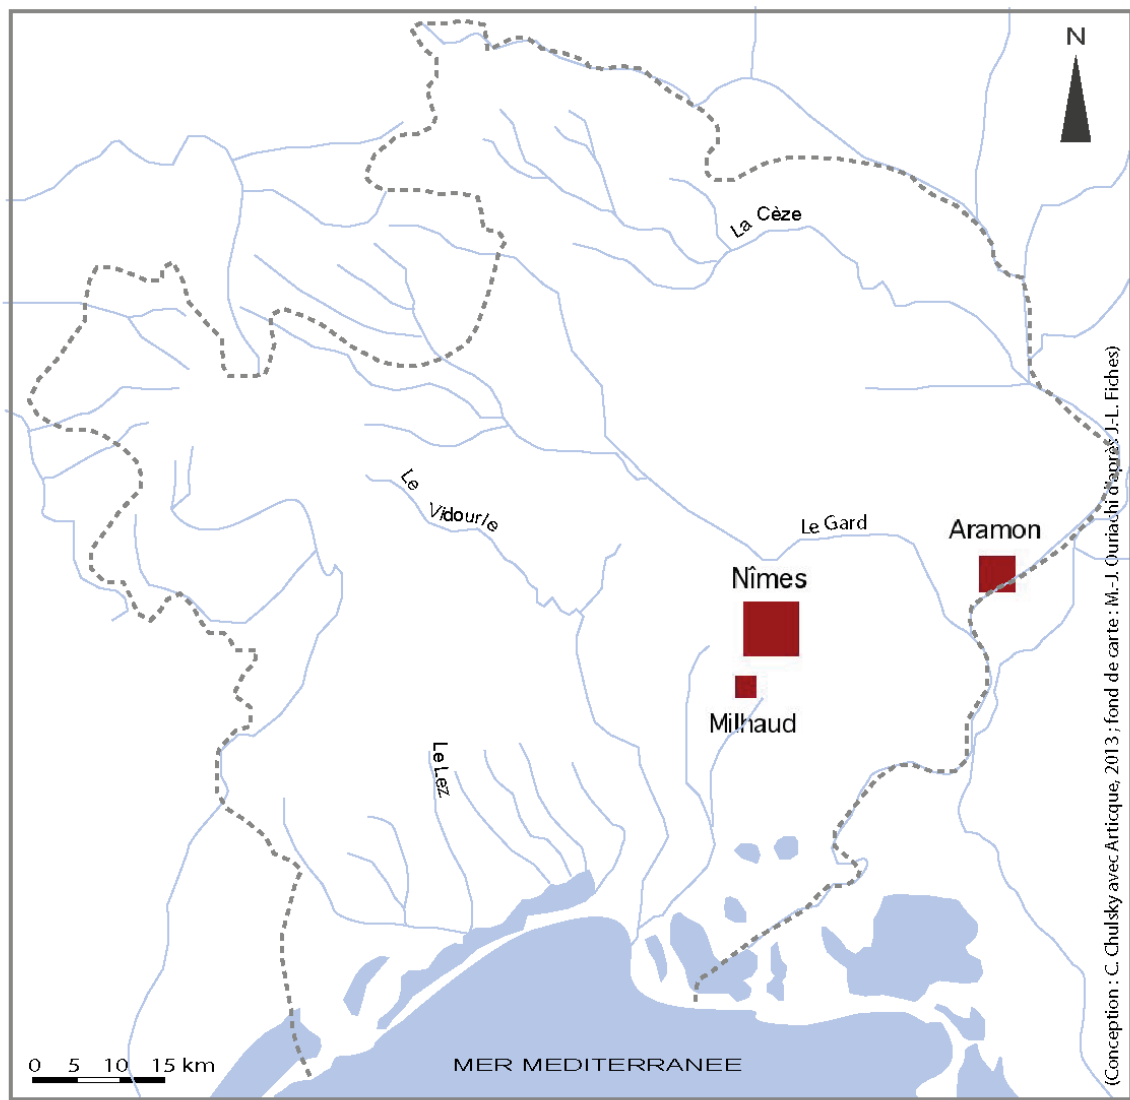 N
La Cèze
Le Vidourle
Le Gard
Aramon
Nîmes
Milhaud
Le Lez
MER MEDITERRANEE
0 5 10 15 km
(Conception : C. Chulsky avec Articque, 2013 ; fond de carte : M.-J. Ouriachi d'après J.-L. Fiches)